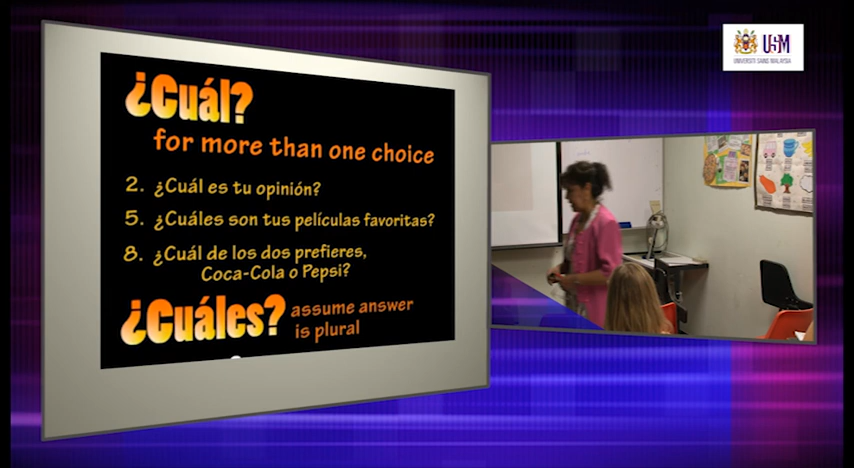 ¿Cuál?
for more than one choice
2. ¿Cuál es tu opinión?
5. ¿Cuáles son tus películas favoritas?
8. ¿Cuál de los dos prefieres,
Coca-Cola o Pepsi?
¿Cuáles? assume answer
is plural
USM
UNIVERSITI SAINS MALAYSIA